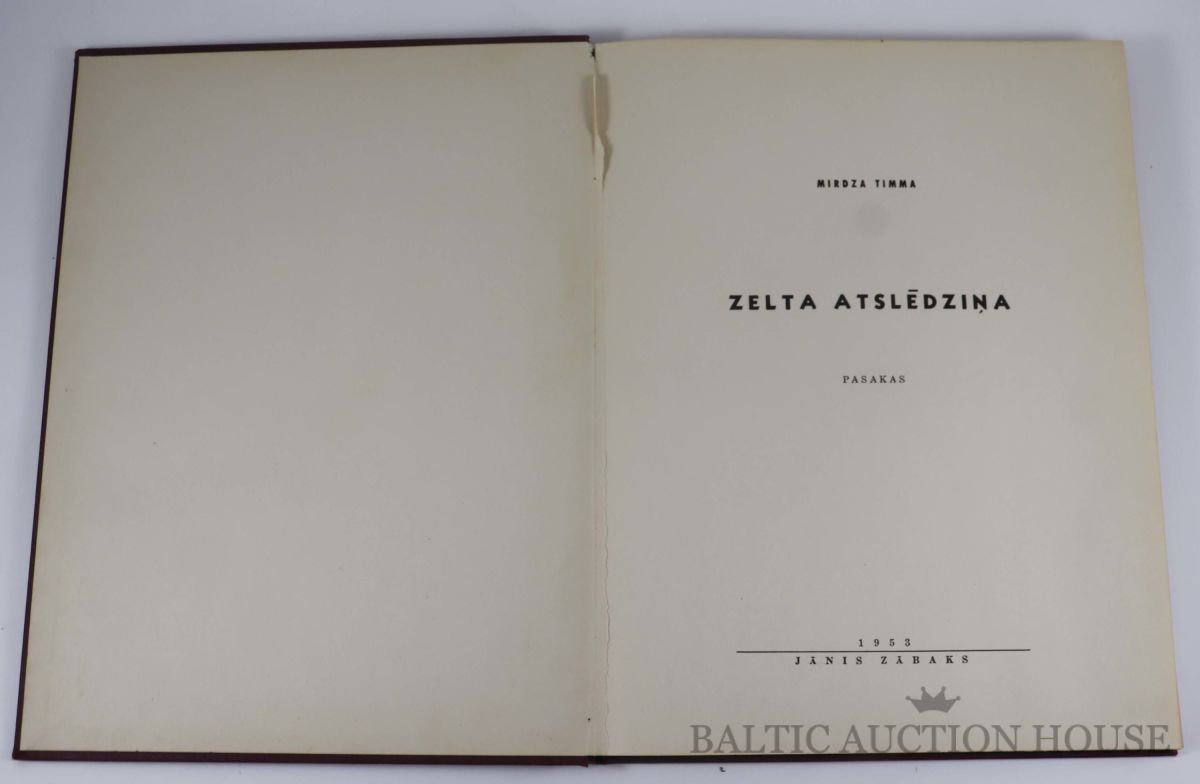 MIRDZA TIMMA
ZELTA ATSLĒDZIŅA
PASAKAS
1953
JĀNIS ZĀBAKS
BALTIC AUCTION HOUSE